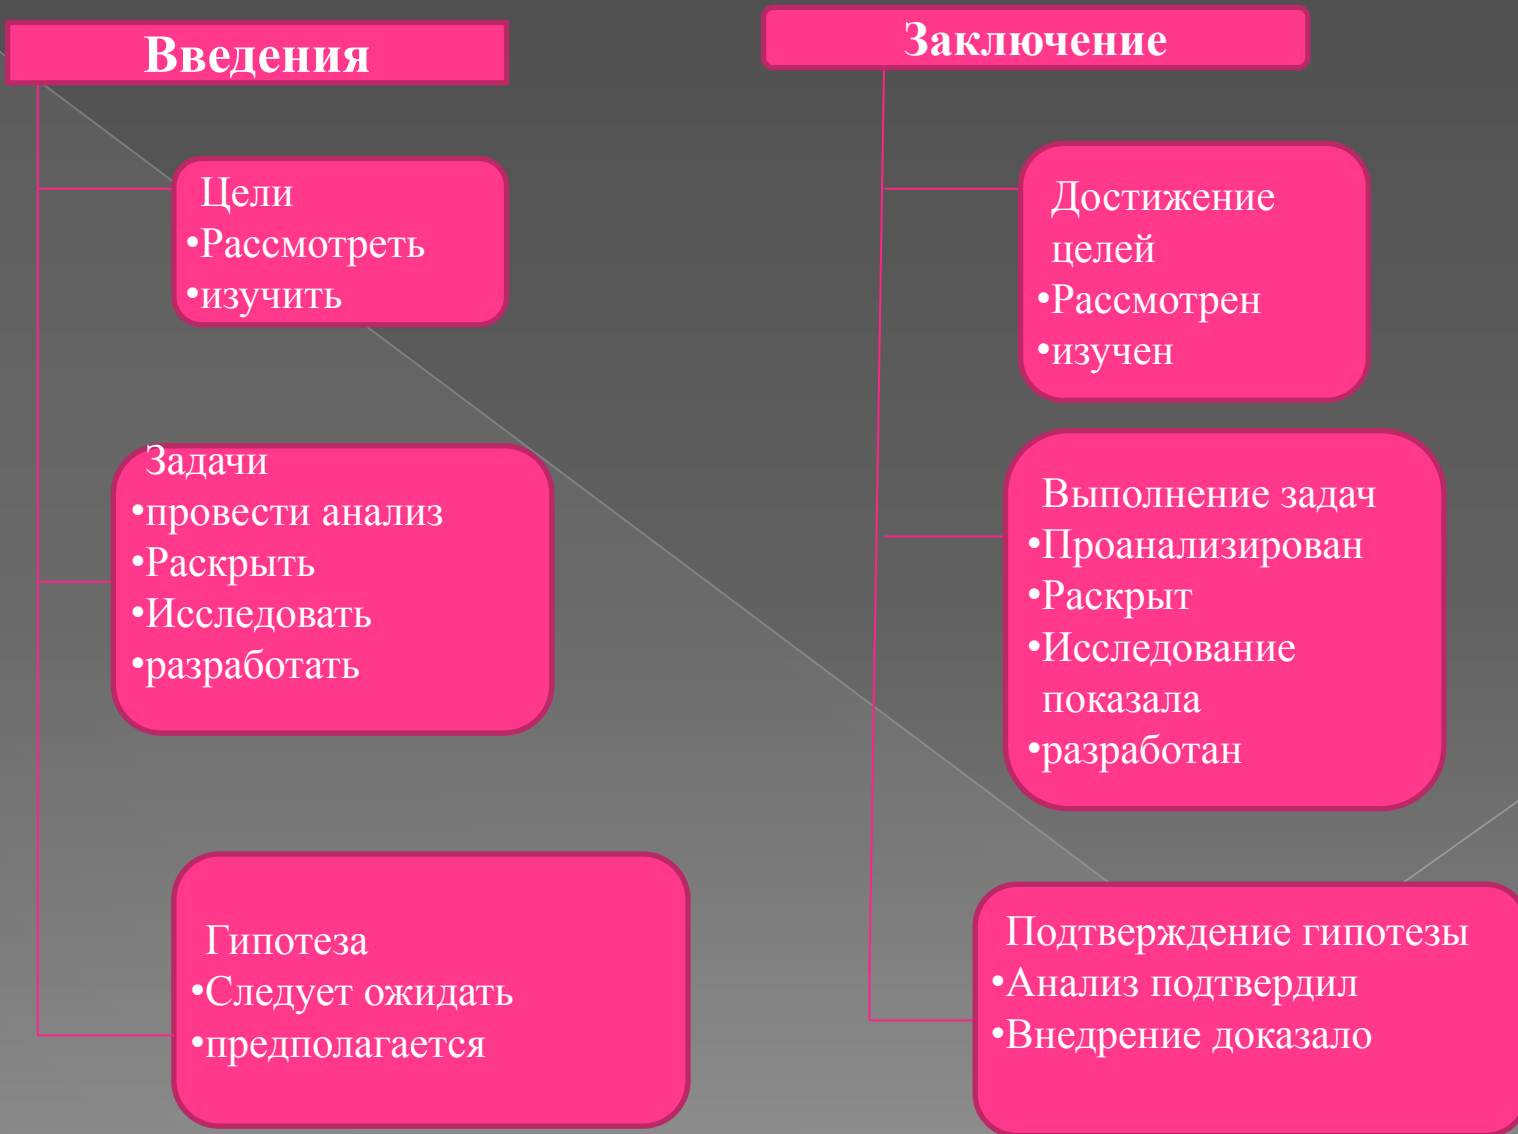 Введения
Цели
•Рассмотреть
•изучить
Задачи
•провести анализ
•Раскрыть
•Исследовать
•разработать
Гипотеза
•Следует ожидать
•предполагается
Заключение
Достижение
целей
•Рассмотрен
•изучен
Выполнение задач
•Проанализирован
•Раскрыт
•Исследование
показала
•разработан
Подтверждение гипотезы
•Анализ подтвердил
•Внедрение доказало